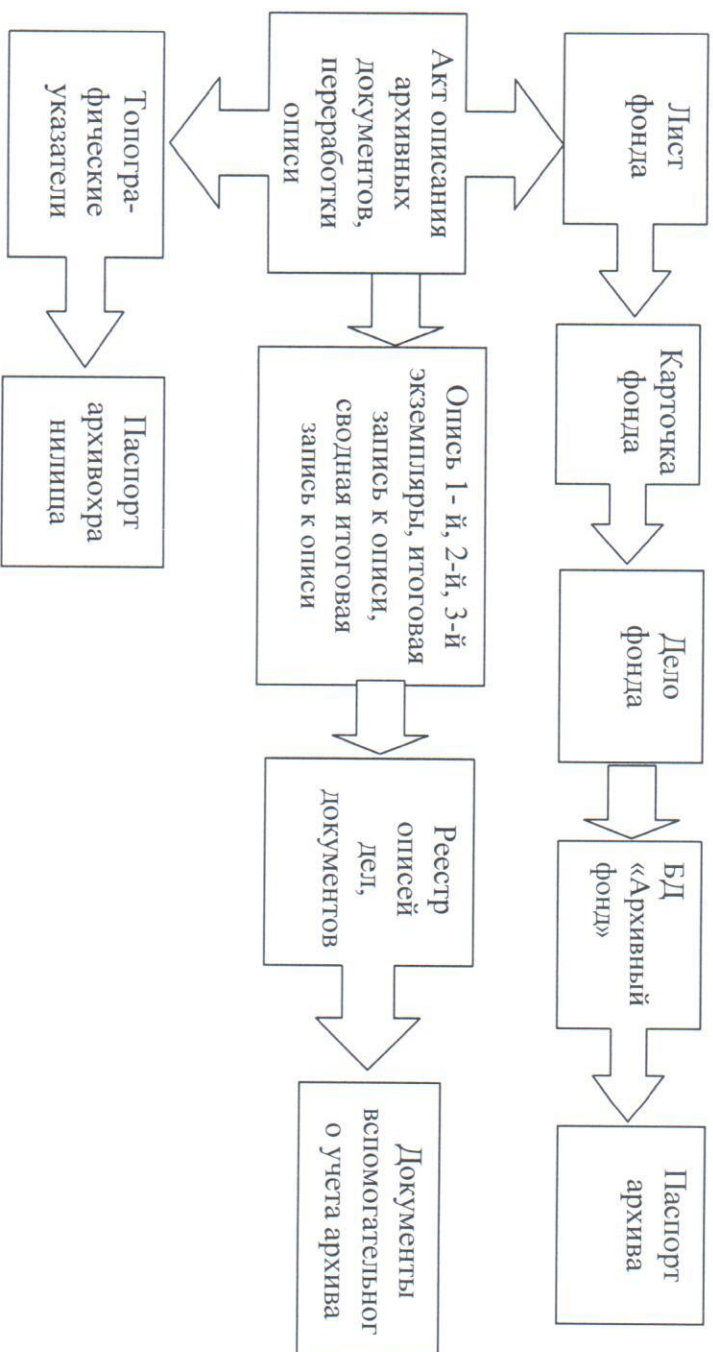 Лист
фонда
Карточка
фонда
Дело
фонда
БД
«Архивный
фонд»
Паспорт
архива
Акт описания
архивных
документов,
переработки
описи
Опись 1- й, 2-й, 3-й
экземпляры, итоговая
запись к описи,
сводная итоговая
запись к описи
Реестр
описей
дел,
документов
Документы
вспомогательног
о учета архива
Топогра-
фические
указатели
Паспорт
архивохра
нилища